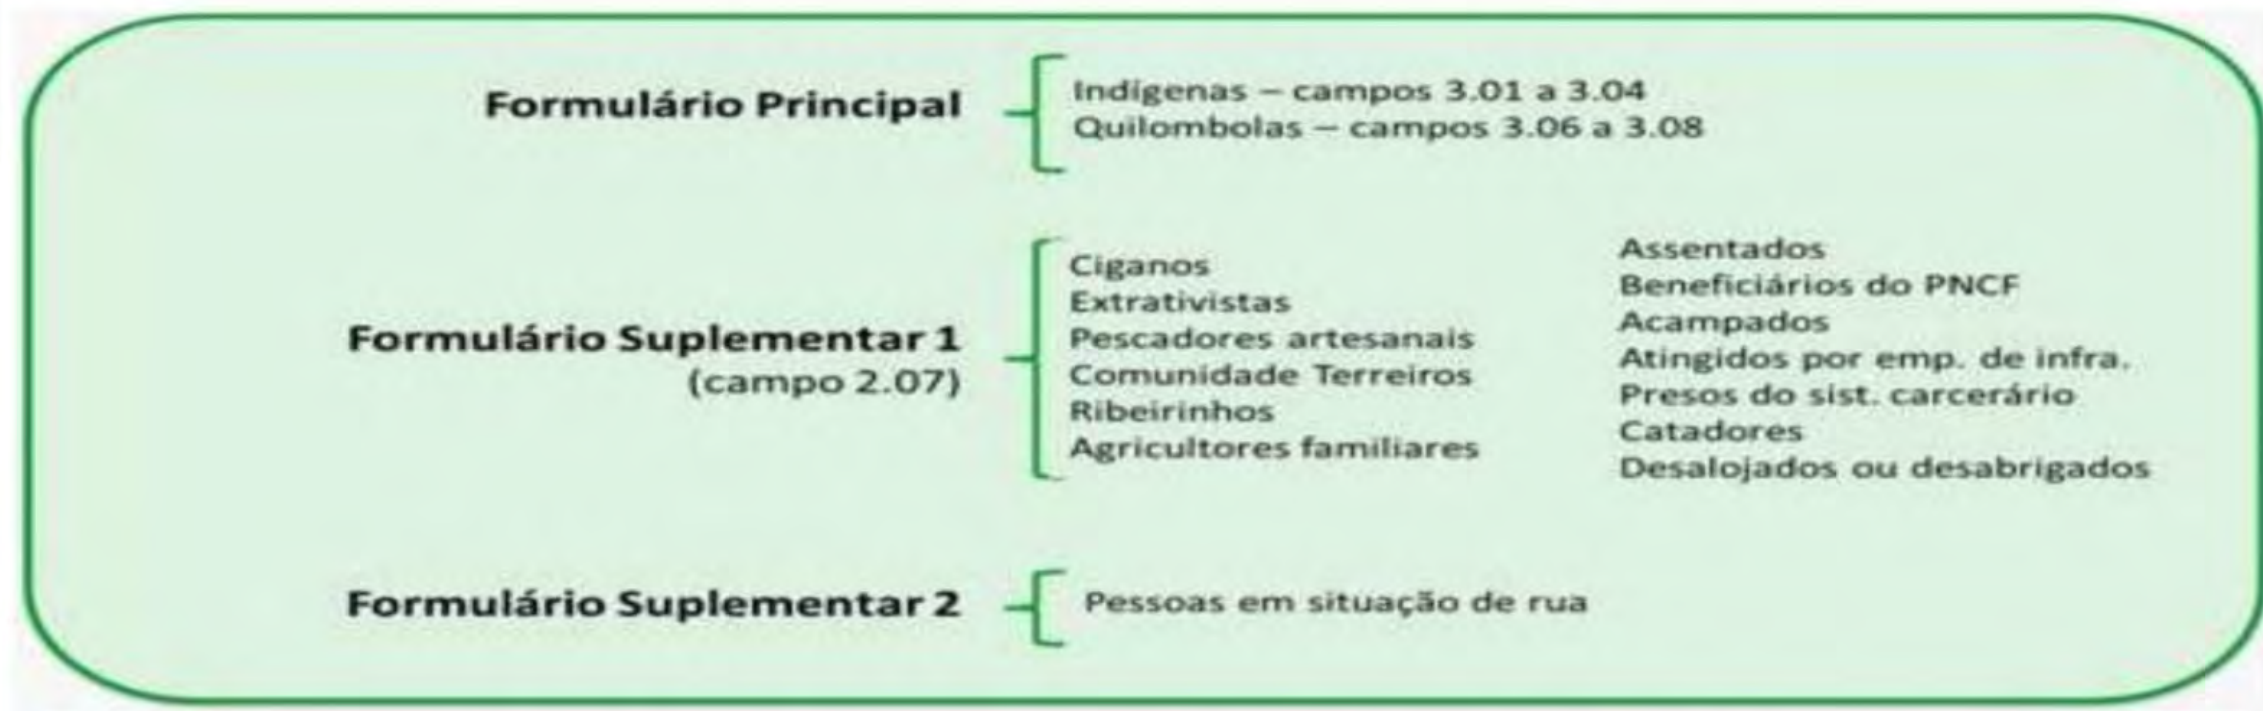 Formulário Principal
Indígenas – campos 3.01 a 3.04
Quilombolas – campos 3.06 a 3.08
Formulário Suplementar 1
(campo 2.07)
Ciganos
Extrativistas
Pescadores artesanais
Comunidade Terreiros
Ribeirinhos
Agricultores familiares
Assentados
Beneficiários do PNCF
Acampados
Atingidos por emp. de infra.
Presos do sist. carcerário
Catadores
Desalojados ou desabrigados
Formulário Suplementar 2
Pessoas em situação de rua